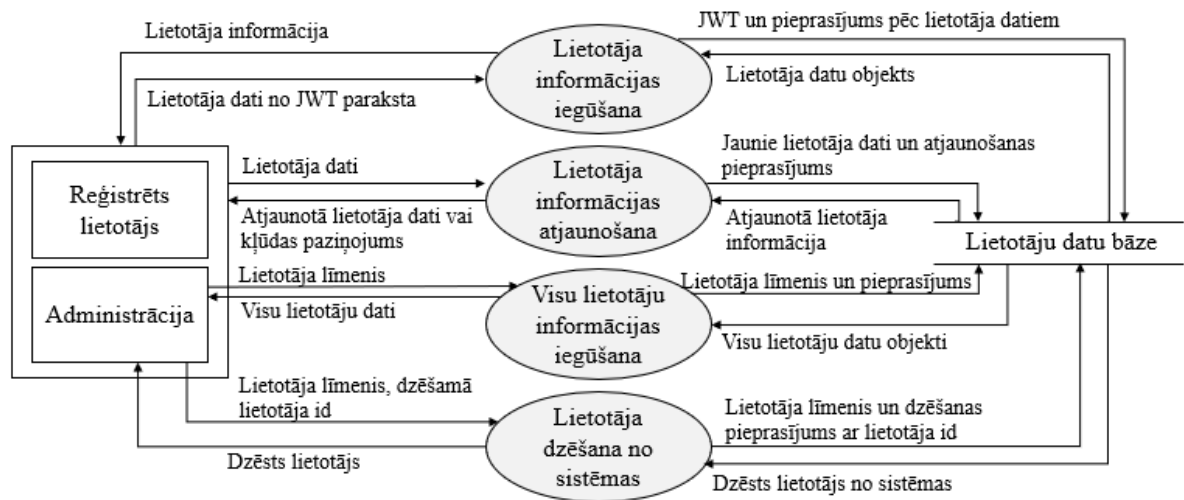 Lietotāja informācija
Lietotāja
informācijas
iegūšana
JWT un pieprasījums pēc lietotāja datiem
Lietotāja datu objekts
Lietotāja dati no JWT paraksta
Reģistrēts
lietotājs
Lietotāja dati
Lietotāja
informācijas
atjaunošana
Jaunie lietotāja dati un atjaunošanas
pieprasījums
Atjaunotā lietotāja dati vai
kļūdas paziņojums
Atjaunotā lietotāja
informācija
Lietotāju datu bāze
Administrācija
Lietotāja līmenis
Visu lietotāju dati
Visu lietotāju
informācijas
iegūšana
Lietotāja līmenis un pieprasījums
Visu lietotāju datu objekti
Lietotāja līmenis, dzēšamā
lietotāja id
Lietotāja
dzēšana no
sistēmas
Lietotāja līmenis un dzēšanas
pieprasījums ar lietotāja id
Dzēsts lietotājs
Dzēsts lietotājs no sistēmas